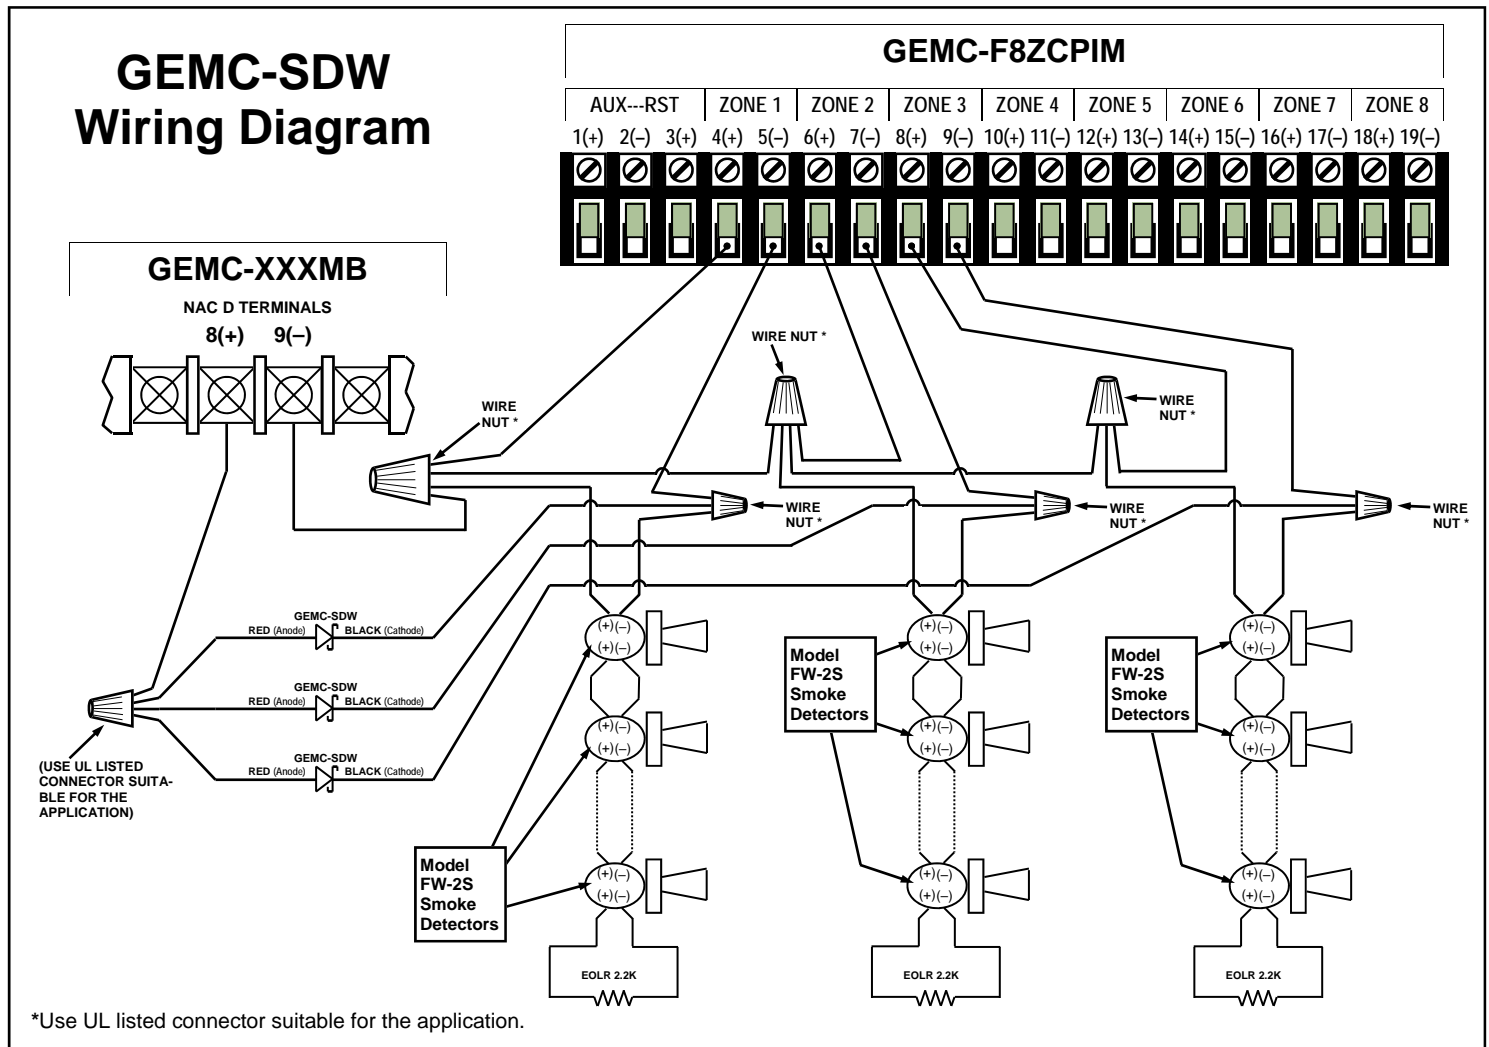 GEMC-SDW
Wiring Diagram
GEMC-F8ZCPIM
AUX---RST ZONE 1 ZONE 2 ZONE 3 ZONE 4 ZONE 5 ZONE 6 ZONE 7 ZONE 8
1(+) 2(–) 3(+) 4(+) 5(–) 6(+) 7(–) 8(+) 9(–) 10(+) 11(–) 12(+) 13(–) 14(+) 15(–) 16(+) 17(–) 18(+) 19(–)
GEMC-XXXMB
NAC D TERMINALS
8(+) 9(–)
WIRE
NUT *
WIRE NUT *
WIRE
NUT *
WIRE
NUT *
WIRE
NUT *
WIRE
NUT *
GEMC-SDW
RED (Anode) BLACK (Cathode)
GEMC-SDW
RED (Anode) BLACK (Cathode)
GEMC-SDW
RED (Anode) BLACK (Cathode)
(USE UL LISTED
CONNECTOR SUITA-
BLE FOR THE
APPLICATION)
(+)(–)
(+)(–)
(+)(–)
(+)(–)
(+)(–)
(+)(–)
Model
FW-2S
Smoke
Detectors
EOLR 2.2K
(+)(–)
(+)(–)
(+)(–)
(+)(–)
(+)(–)
(+)(–)
Model
FW-2S
Smoke
Detectors
EOLR 2.2K
(+)(–)
(+)(–)
(+)(–)
(+)(–)
(+)(–)
(+)(–)
Model
FW-2S
Smoke
Detectors
EOLR 2.2K
*Use UL listed connector suitable for the application.